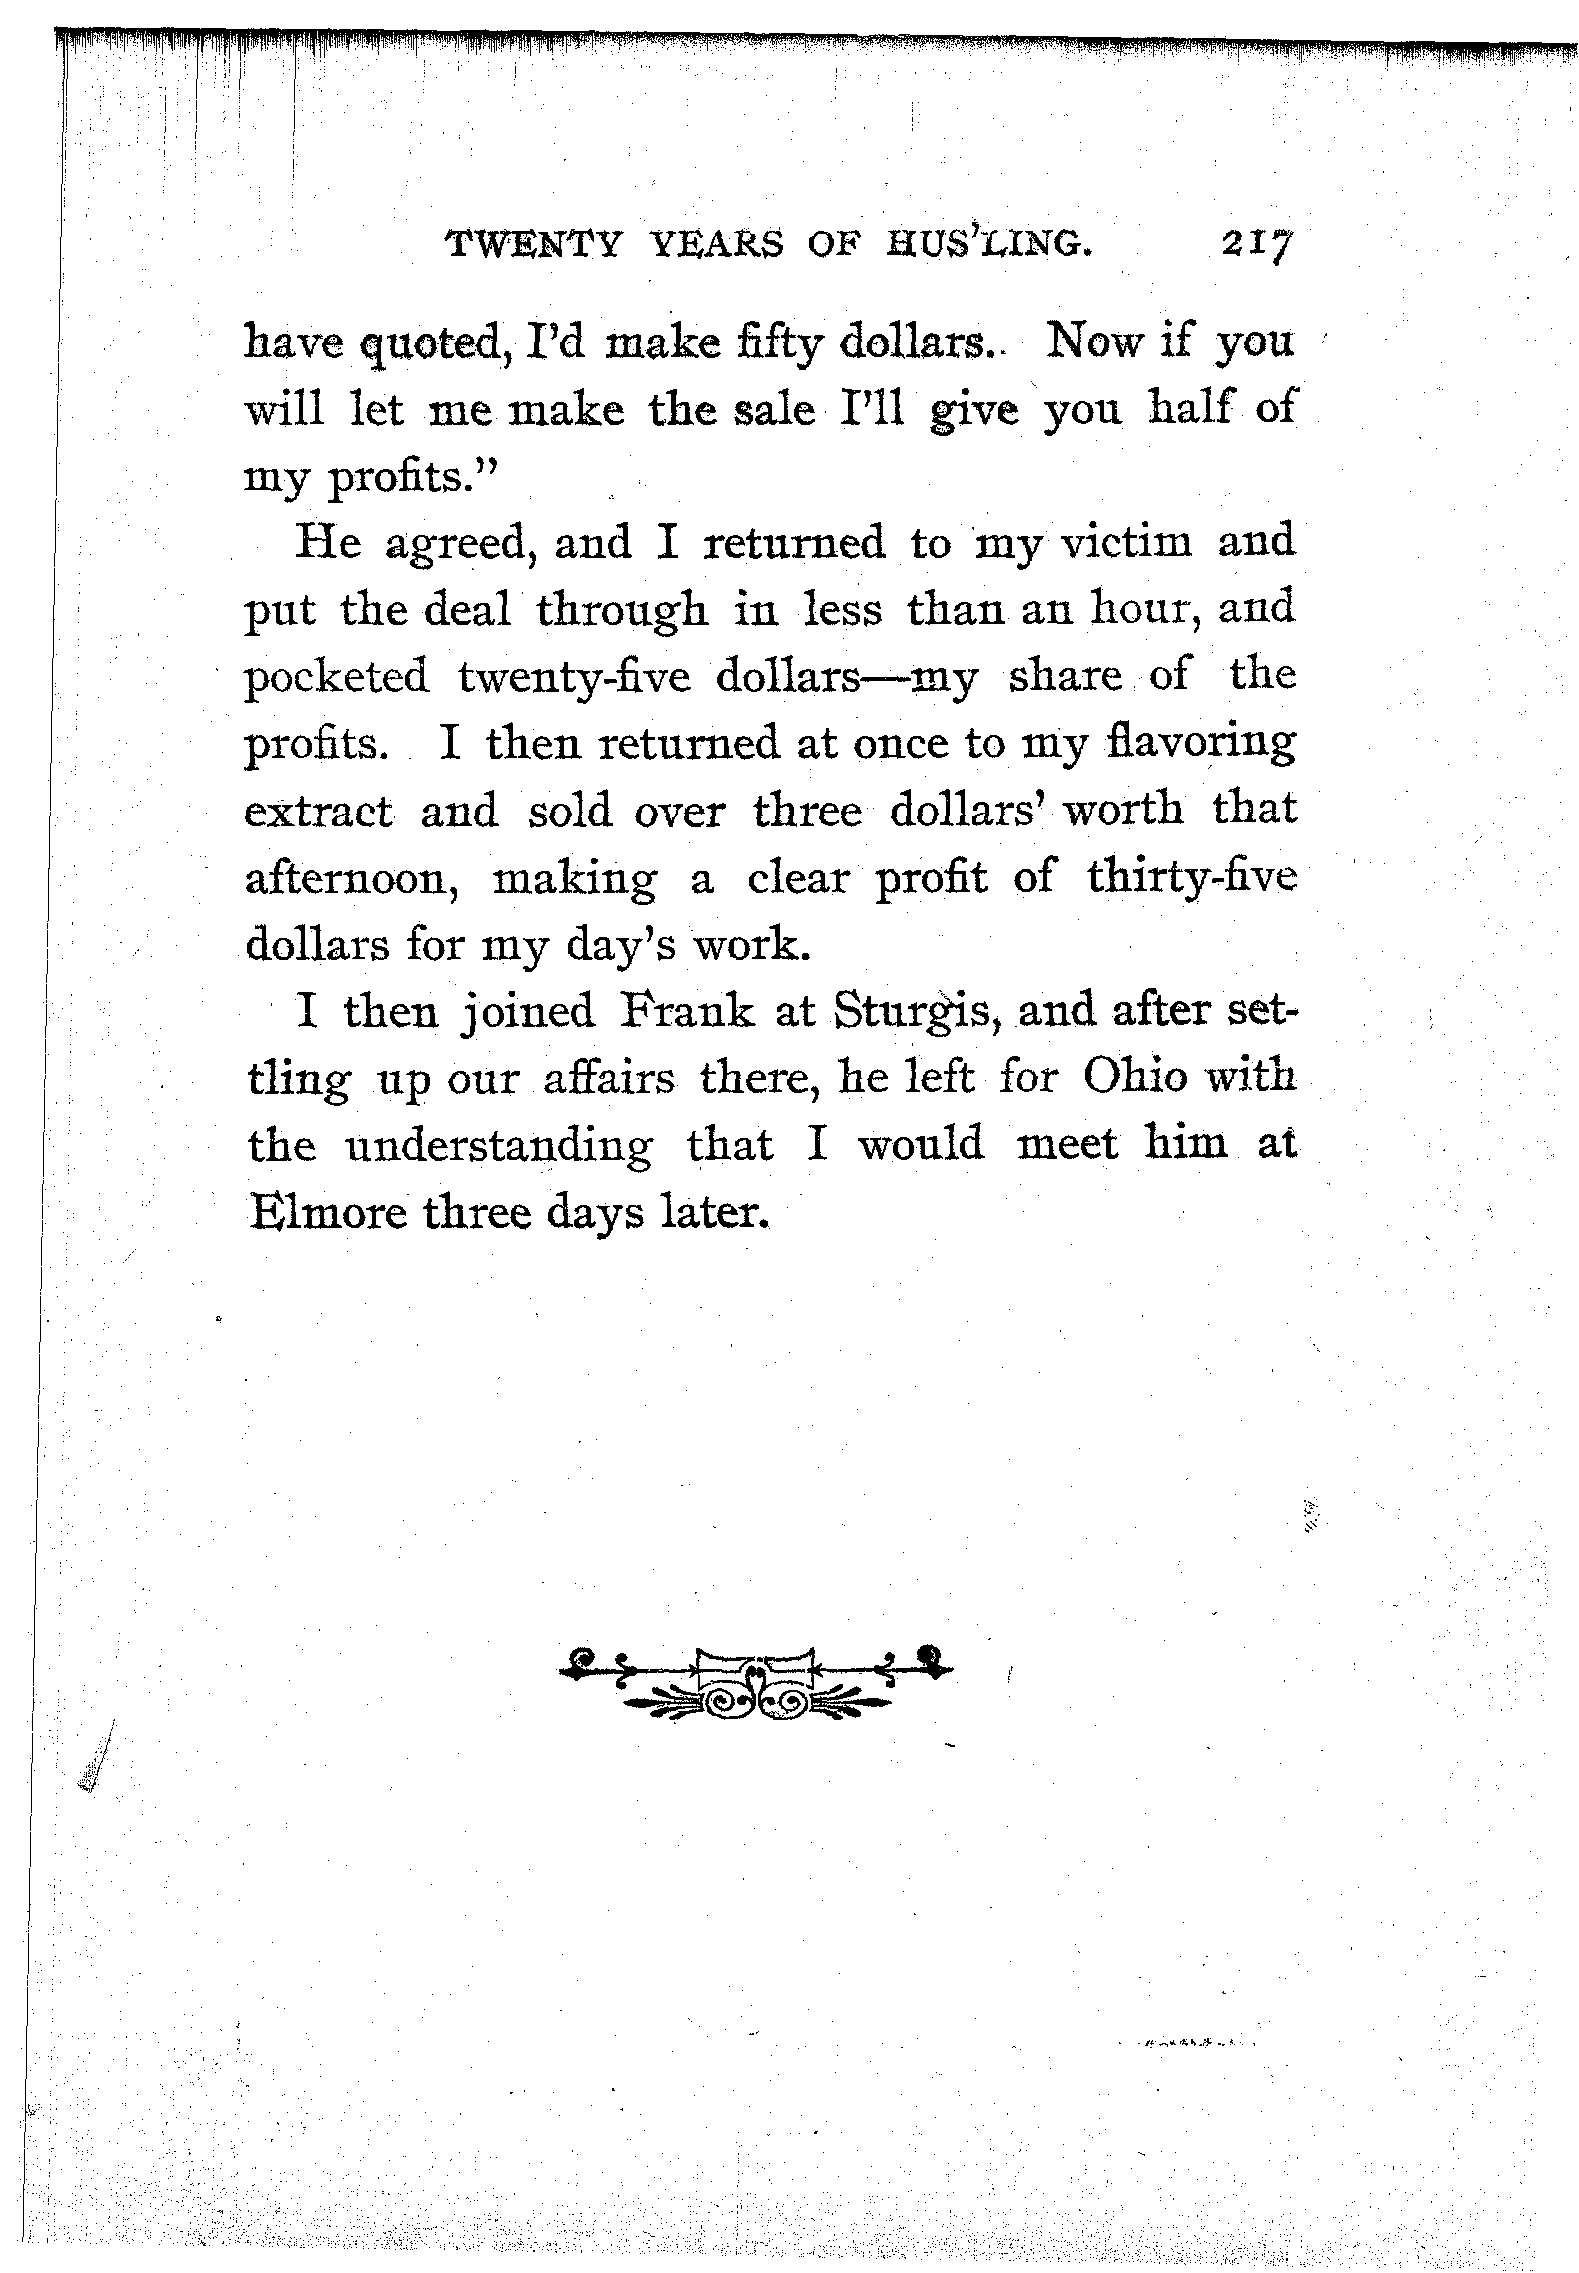 TWENTY YEARS OF HUS'LING. 217
have quoted, I'd make fifty dollars.. Now if you
will let me make the sale I'll give you half of
my profits."
He agreed, and I returned to my victim and
put the deal through in less than an hour, and
pocketed twenty-five dollars—my share of the
profits. I then returned at once to my flavoring
extract and sold over three dollars' worth that
afternoon, making a clear profit of thirty-five
dollars for my day's work.
I then joined Frank at Sturgis, and after set-
tling up our affairs there, he left for Ohio with
the understanding that I would meet him at
Elmore three days later.